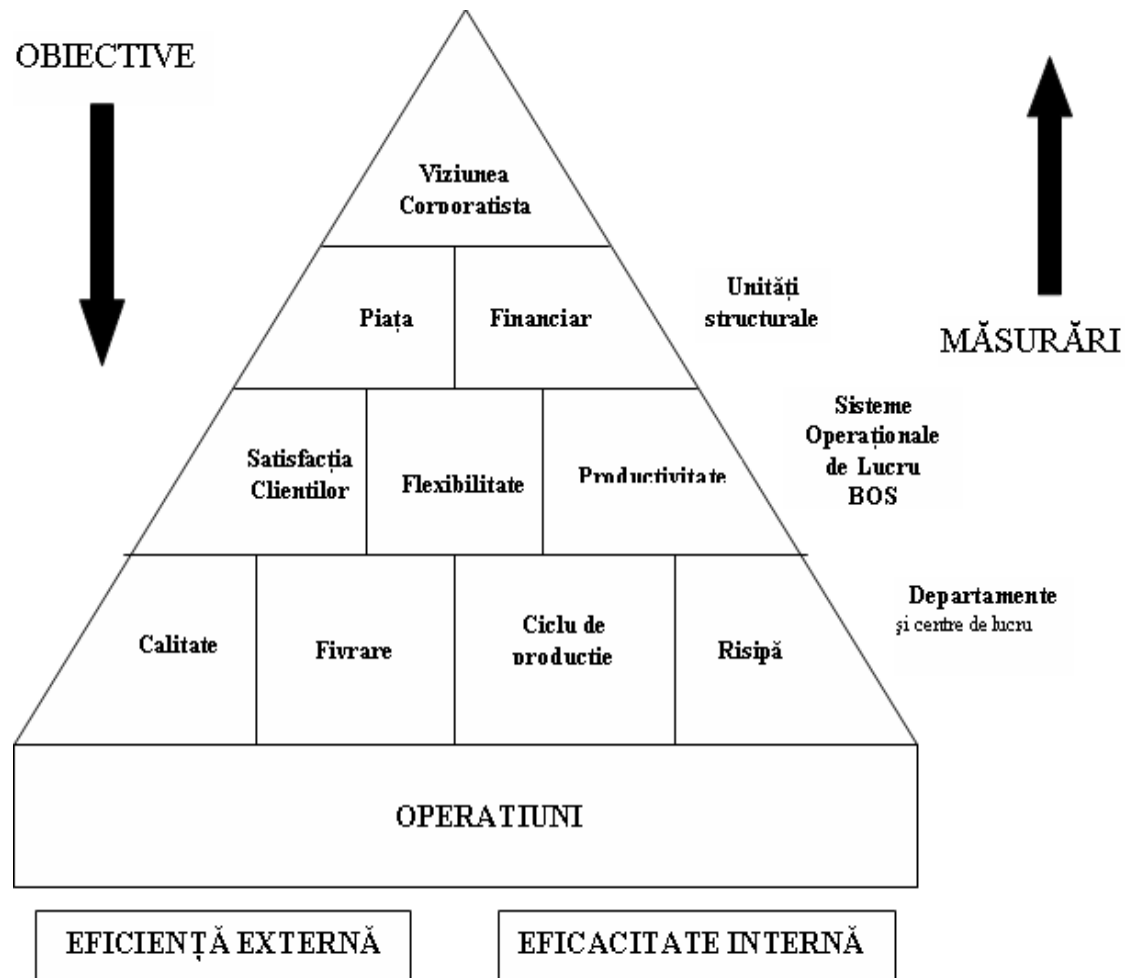 OBIECTIVE
MĂSURĂRI
Viziunea
Corporatista
Piața
Financiar
Unități
structurale
Satisfacția
Clientilor
Flexibilitate
Productivitate
Sisteme
Operaționale
de Lucru
BOS
Calitate
Fivrare
Ciclu de
productie
Risipă
Departamente
și centre de lucru
OPERATIUNI
EFICIENȚĂ EXTERNĂ
EFICACITATE INTERNĂ